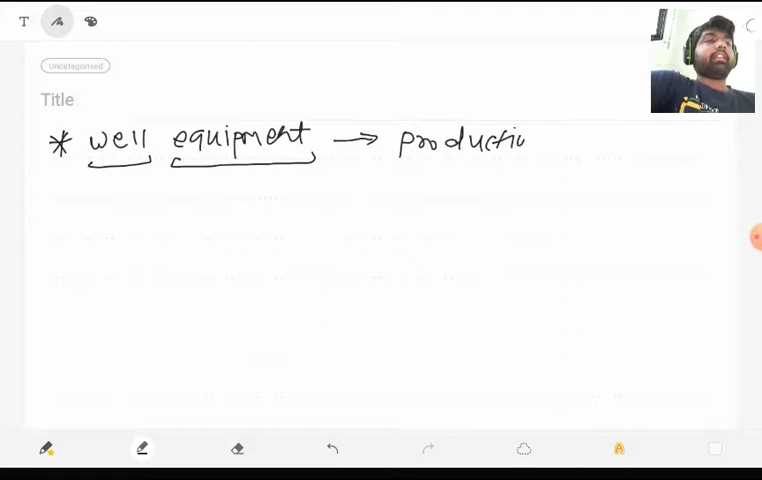 T
Uncategorised
Title
* well equipment → productio
A